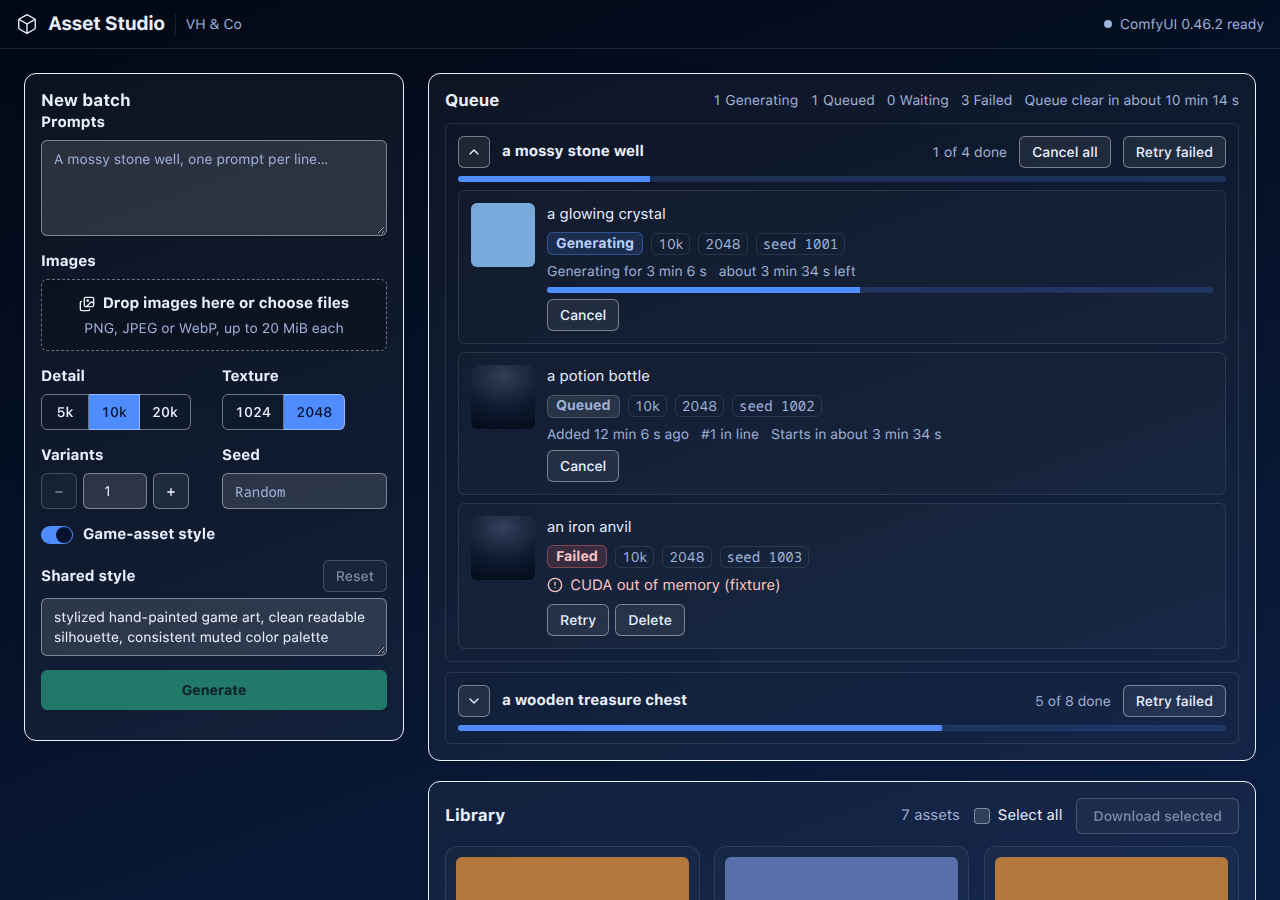 Asset Studio VH & Co ComfyUI 0.46.2 ready
New batch
Prompts
A mossy stone well, one prompt per line…
Images
Drop images here or choose files
PNG, JPEG or WebP, up to 20 MiB each
Detail Texture
5k 10k 20k 1024 2048
Variants Seed
− 1 + Random
Game-asset style
Shared style Reset
stylized hand-painted game art, clean readable
silhouette, consistent muted color palette
Generate
Queue 1 Generating 1 Queued 0 Waiting 3 Failed Queue clear in about 10 min 14 s
a mossy stone well 1 of 4 done Cancel all Retry failed
a glowing crystal
Generating 10k 2048 seed 1001
Generating for 3 min 6 s about 3 min 34 s left
Cancel
a potion bottle
Queued 10k 2048 seed 1002
Added 12 min 6 s ago #1 in line Starts in about 3 min 34 s
Cancel
an iron anvil
Failed 10k 2048 seed 1003
CUDA out of memory (fixture)
Retry Delete
a wooden treasure chest 5 of 8 done Retry failed
Library 7 assets Select all Download selected